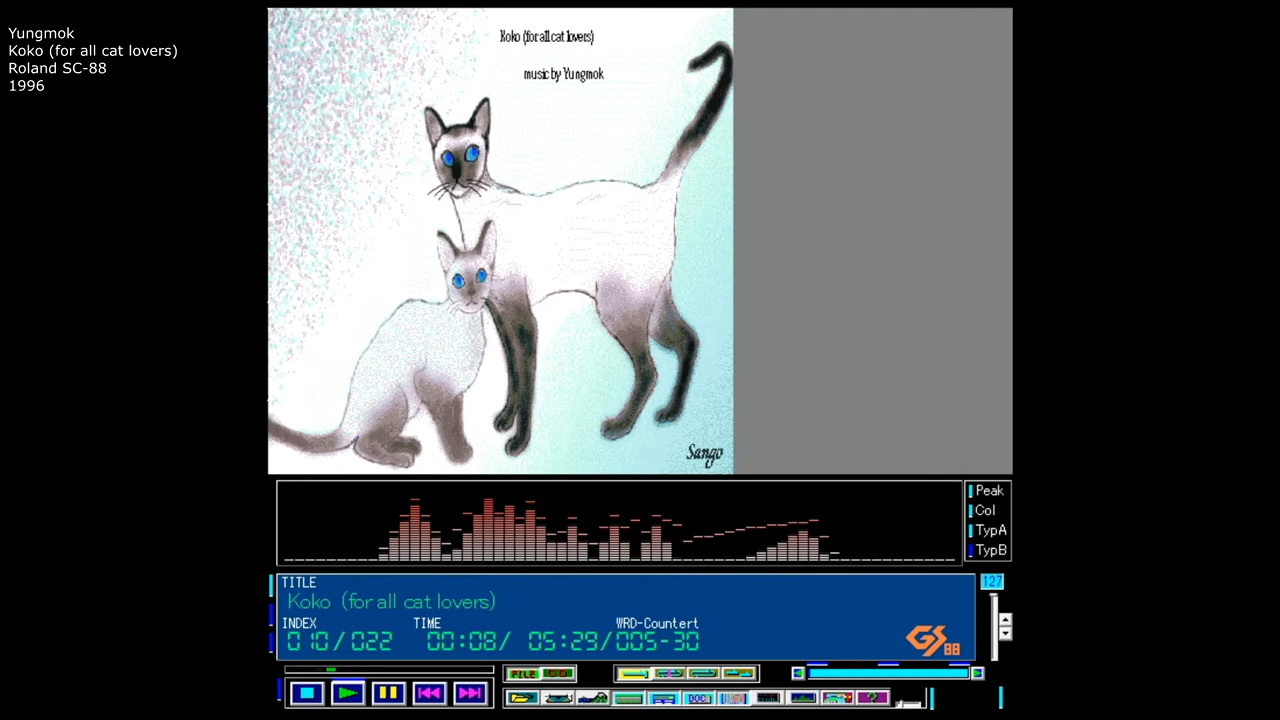 Yungmok
Koko (for all cat lovers)
Roland SC-88
1996
Koko (for all cat lovers)
music by Yungmok
Sango
Peak
Col
TypA
TypB
TITLE
127
Koko (for all cat lovers)
INDEX TIME WRD-Countert
010/022 00:08/ 05:29/005-30
GS 88
FILE
DOC
?